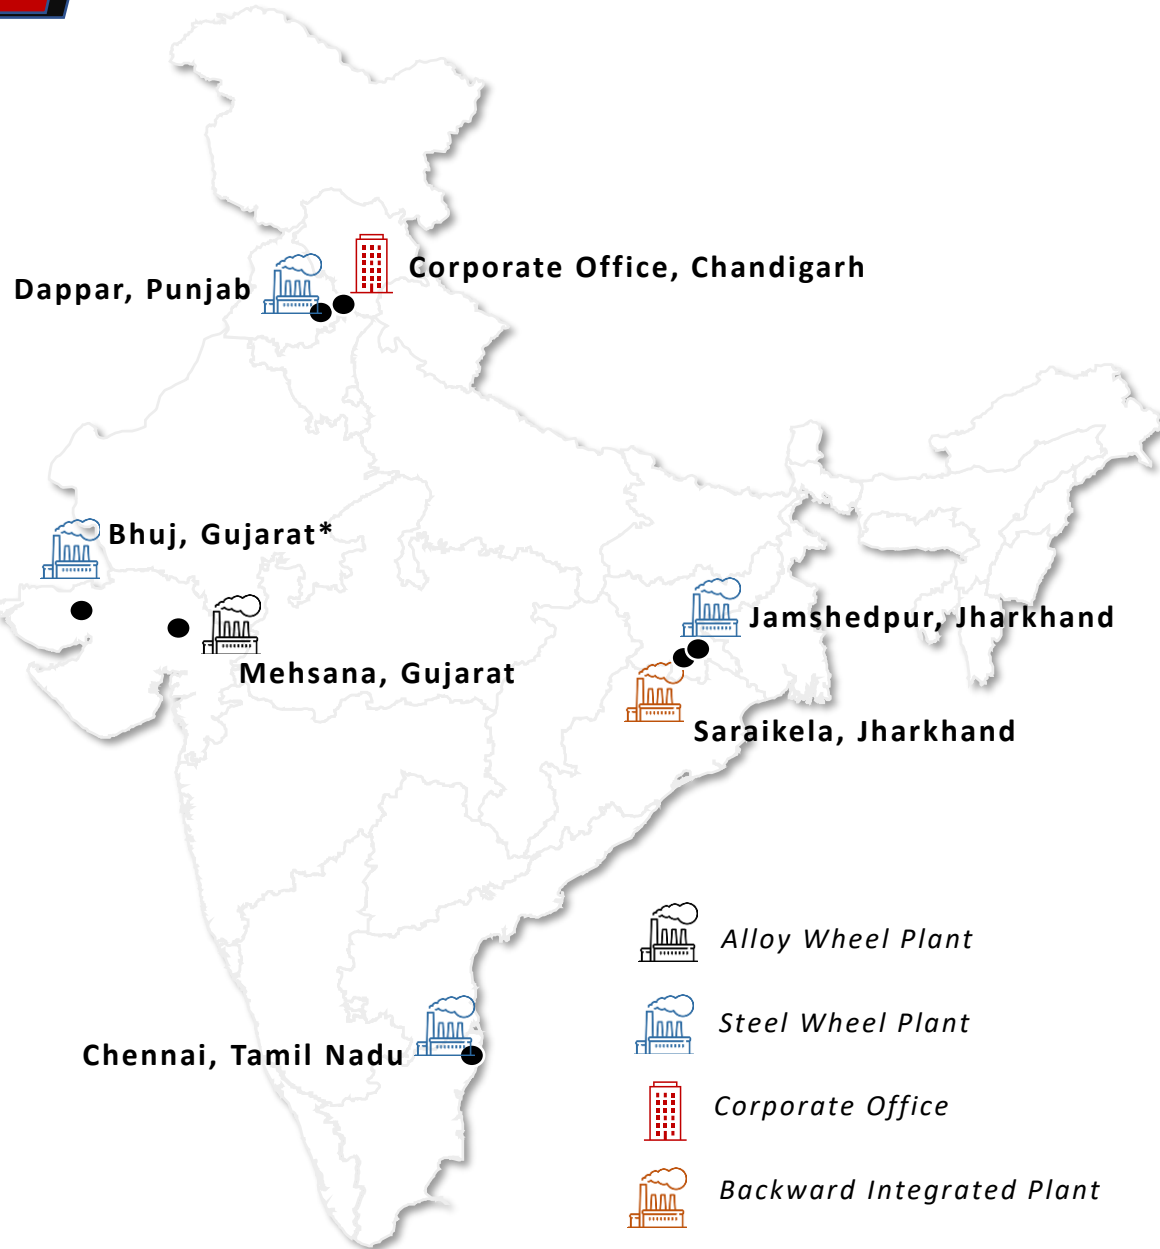 Corporate Office, Chandigarh
Dappar, Punjab
Bhuj, Gujarat*
Jamshedpur, Jharkhand
Mehsana, Gujarat
Saraikela, Jharkhand
Alloy Wheel Plant
Steel Wheel Plant
Chennai, Tamil Nadu
Corporate Office
Backward Integrated Plant